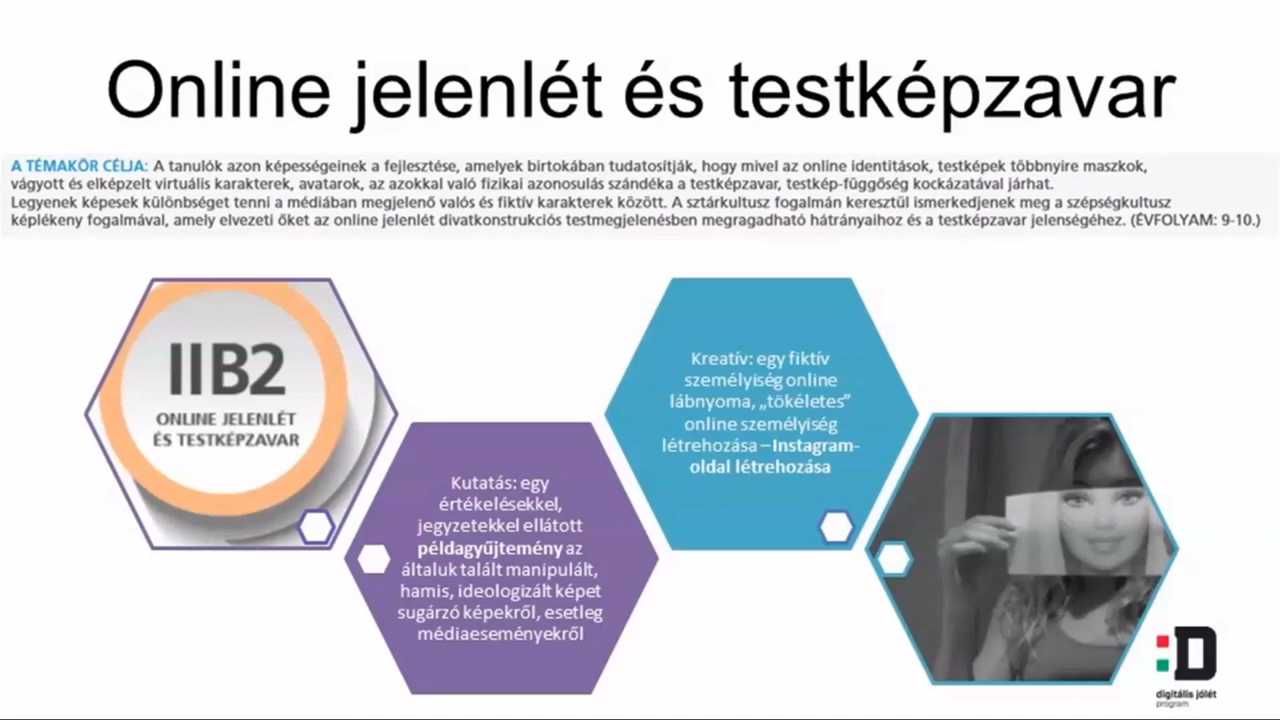 Online jelenlét és testképzavar
A TÉMAKÖR CÉLJA: A tanulók azon képességeinek a fejlesztése, amelyek birtokában tudatosítják, hogy mivel az online identitások, testképek többnyire maszkok,
vágyott és elképzelt virtuális karakterek, avatarok, az azokkal való fizikai azonosulás szándéka a testképzavar, testkép-függőség kockázatával járhat.
Legyenek képesek különbséget tenni a médiában megjelenő valós és fiktív karakterek között. A sztárkultusz fogalmán keresztül ismerkedjenek meg a szépségkultusz
képlékeny fogalmával, amely elvezeti őket az online jelenlét divatkonstrukciós testmegjelenésben megragadható hátrányaihoz és a testképzavar jelenségéhez. (ÉVFOLYAM: 9-10.)
IIB2
ONLINE JELENLÉT
ÉS TESTKÉPZAVAR
Kutatás: egy
értékelésekkel,
jegyzetekkel ellátott
példagyűjtemény az
általuk talált manipulált,
hamis, ideologizált képet
sugárzó képekről, esetleg
médiaeseményekről
Kreatív: egy fiktív
személyiség online
lábnyoma, „tökéletes”
online személyiség
létrehozása – Instagram-
oldal létrehozása
:D
digitális jólét
program